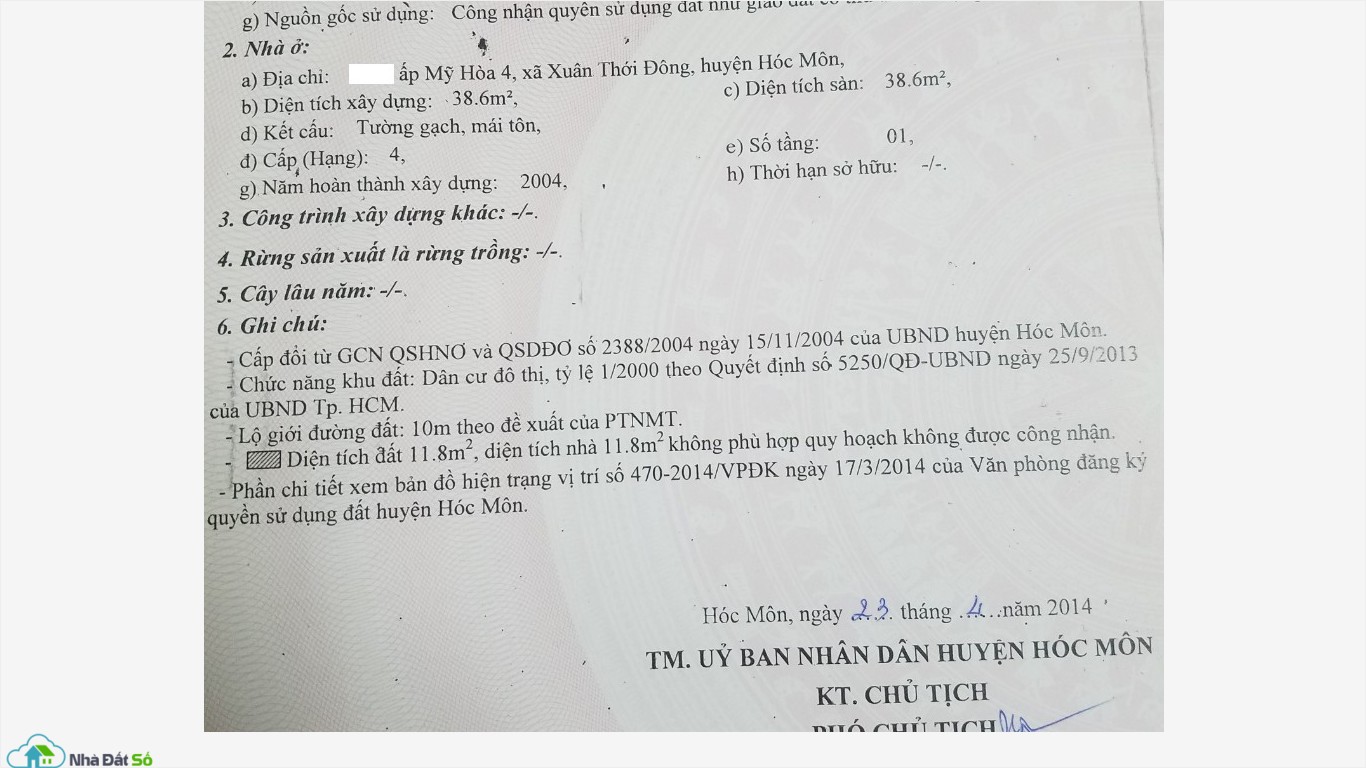 g) Nguồn gốc sử dụng: Công nhận quyền sử dụng đất như giao đất có
2. Nhà ở:
a) Địa chỉ: ấp Mỹ Hòa 4, xã Xuân Thới Đông, huyện Hóc Môn,
b) Diện tích xây dựng: 38.6m², c) Diện tích sàn: 38.6m²,
d) Kết cấu: Tường gạch, mái tôn,
đ) Cấp (Hạng): 4, e) Số tầng: 01,
g) Năm hoàn thành xây dựng: 2004, h) Thời hạn sở hữu: -/-.
3. Công trình xây dựng khác: -/-.
4. Rừng sản xuất là rừng trồng: -/-.
5. Cây lâu năm: -/-.
6. Ghi chú:
- Cấp đổi từ GCN QSHNƠ và QSDĐƠ số 2388/2004 ngày 15/11/2004 của UBND huyện Hóc Môn.
- Chức năng khu đất: Dân cư đô thị, tỷ lệ 1/2000 theo Quyết định số 5250/QĐ-UBND ngày 25/9/2013
của UBND Tp. HCM.
- Lộ giới đường đất: 10m theo đề xuất của PTNMT.
- Diện tích đất 11.8m², diện tích nhà 11.8m² không phù hợp quy hoạch không được công nhận.
- Phần chi tiết xem bản đồ hiện trạng vị trí số 470-2014/VPĐK ngày 17/3/2014 của Văn phòng đăng ký
quyền sử dụng đất huyện Hóc Môn.
Hóc Môn, ngày 23 tháng 4 năm 2014
TM. UỶ BAN NHÂN DÂN HUYỆN HÓC MÔN
KT. CHỦ TỊCH
PHÓ CHỦ TỊCH
Nhà Đất Số